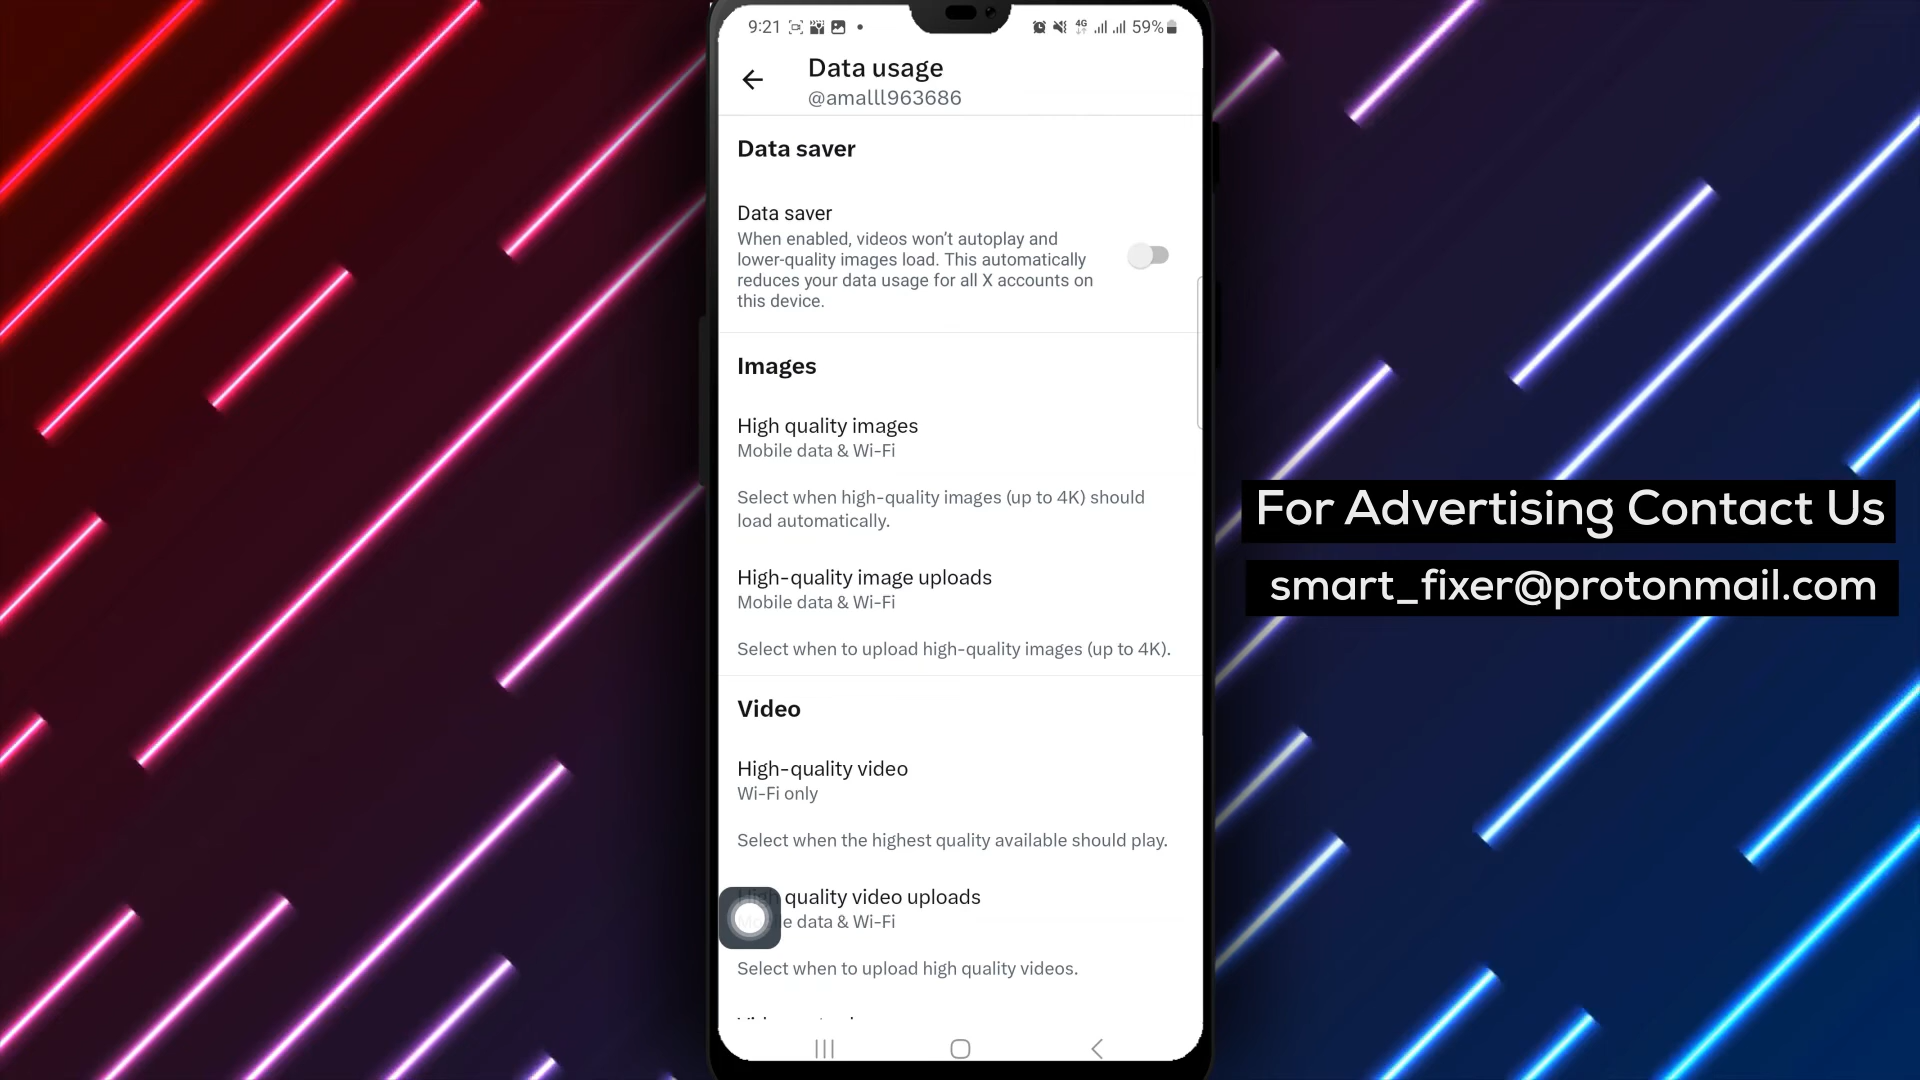 9:21
4G
59%
Data usage
@amalll963686
Data saver
Data saver
When enabled, videos won't autoplay and
lower-quality images load. This automatically
reduces your data usage for all X accounts on
this device.
Images
High quality images
Mobile data & Wi-Fi
Select when high-quality images (up to 4K) should
load automatically.
High-quality image uploads
Mobile data & Wi-Fi
Select when to upload high-quality images (up to 4K).
Video
High-quality video
Wi-Fi only
Select when the highest quality available should play.
High quality video uploads
Mobile data & Wi-Fi
Select when to upload high quality videos.
For Advertising Contact Us
smart_fixer@protonmail.com